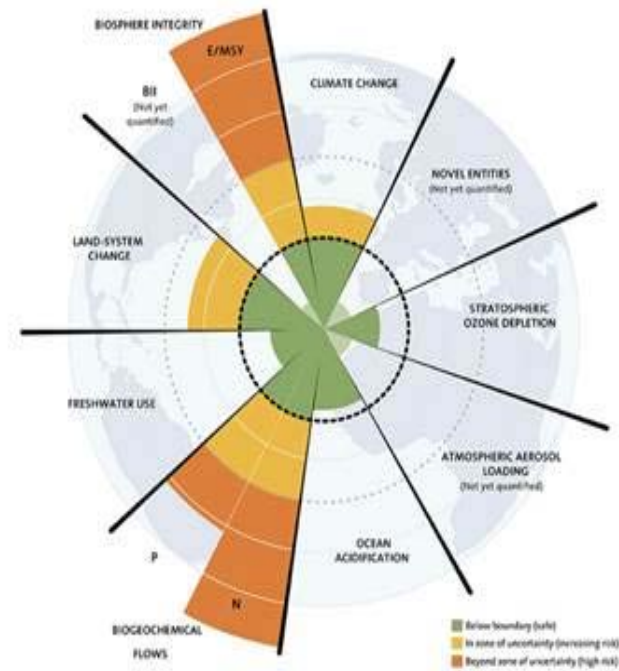 BIOSPHERE INTEGRITY
E/MSY
CLIMATE CHANGE
BII
(Not yet
quantified)
NOVEL ENTITIES
(Not yet quantified)
LAND-SYSTEM
CHANGE
STRATOSPHERIC
OZONE DEPLETION
FRESHWATER USE
ATMOSPHERIC AEROSOL
LOADING
(Not yet quantified)
OCEAN
ACIDIFICATION
P
N
BIOGEOCHEMICAL
FLOWS
Below boundary (safe)
In zone of uncertainty (increasing risk)
Beyond zone of uncertainty (high risk)